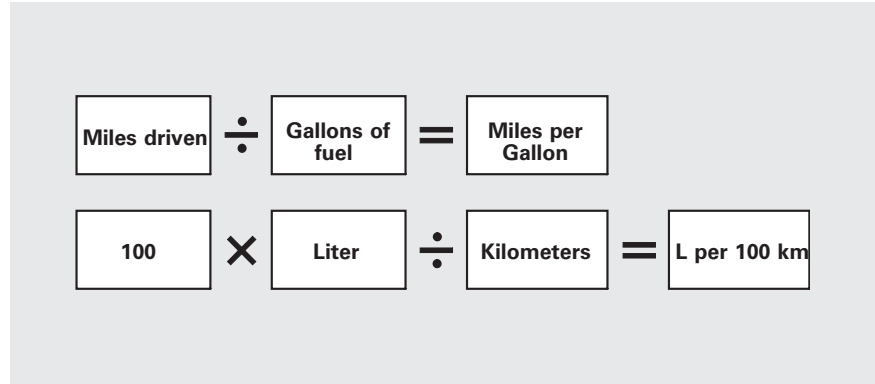 Miles driven ÷ Gallons of fuel = Miles per Gallon
100 × Liter ÷ Kilometers = L per 100 km